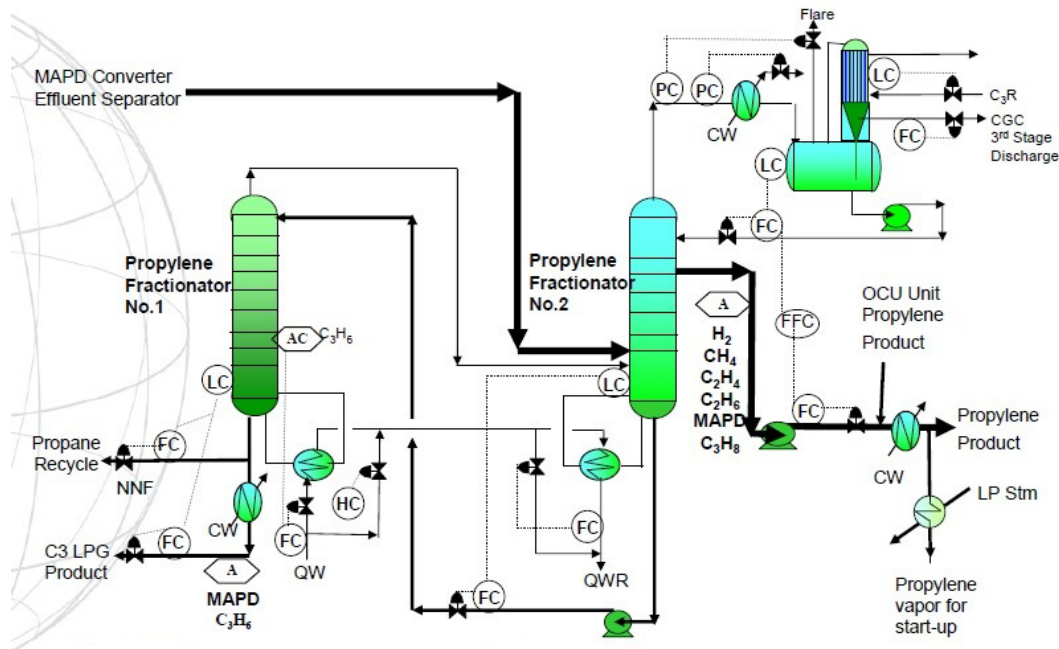 Flare
MAPD Converter
Effluent Separator
PC
PC
CW
LC
C3R
CGC
3rd Stage
Discharge
FC
LC
FC
Propylene
Fractionator
No.1
Propylene
Fractionator
No.2
A
H2
CH4
C2H4
C2H6
MAPD
C3H8
FFC
OCU Unit
Propylene
Product
AC
C3H6
LC
LC
FC
Propylene
Product
CW
Propane
Recycle
FC
NNF
HC
CW
FC
FC
LP Stm
C3 LPG
Product
FC
QW
QWR
A
MAPD
C3H6
FC
Propylene
vapor for
start-up